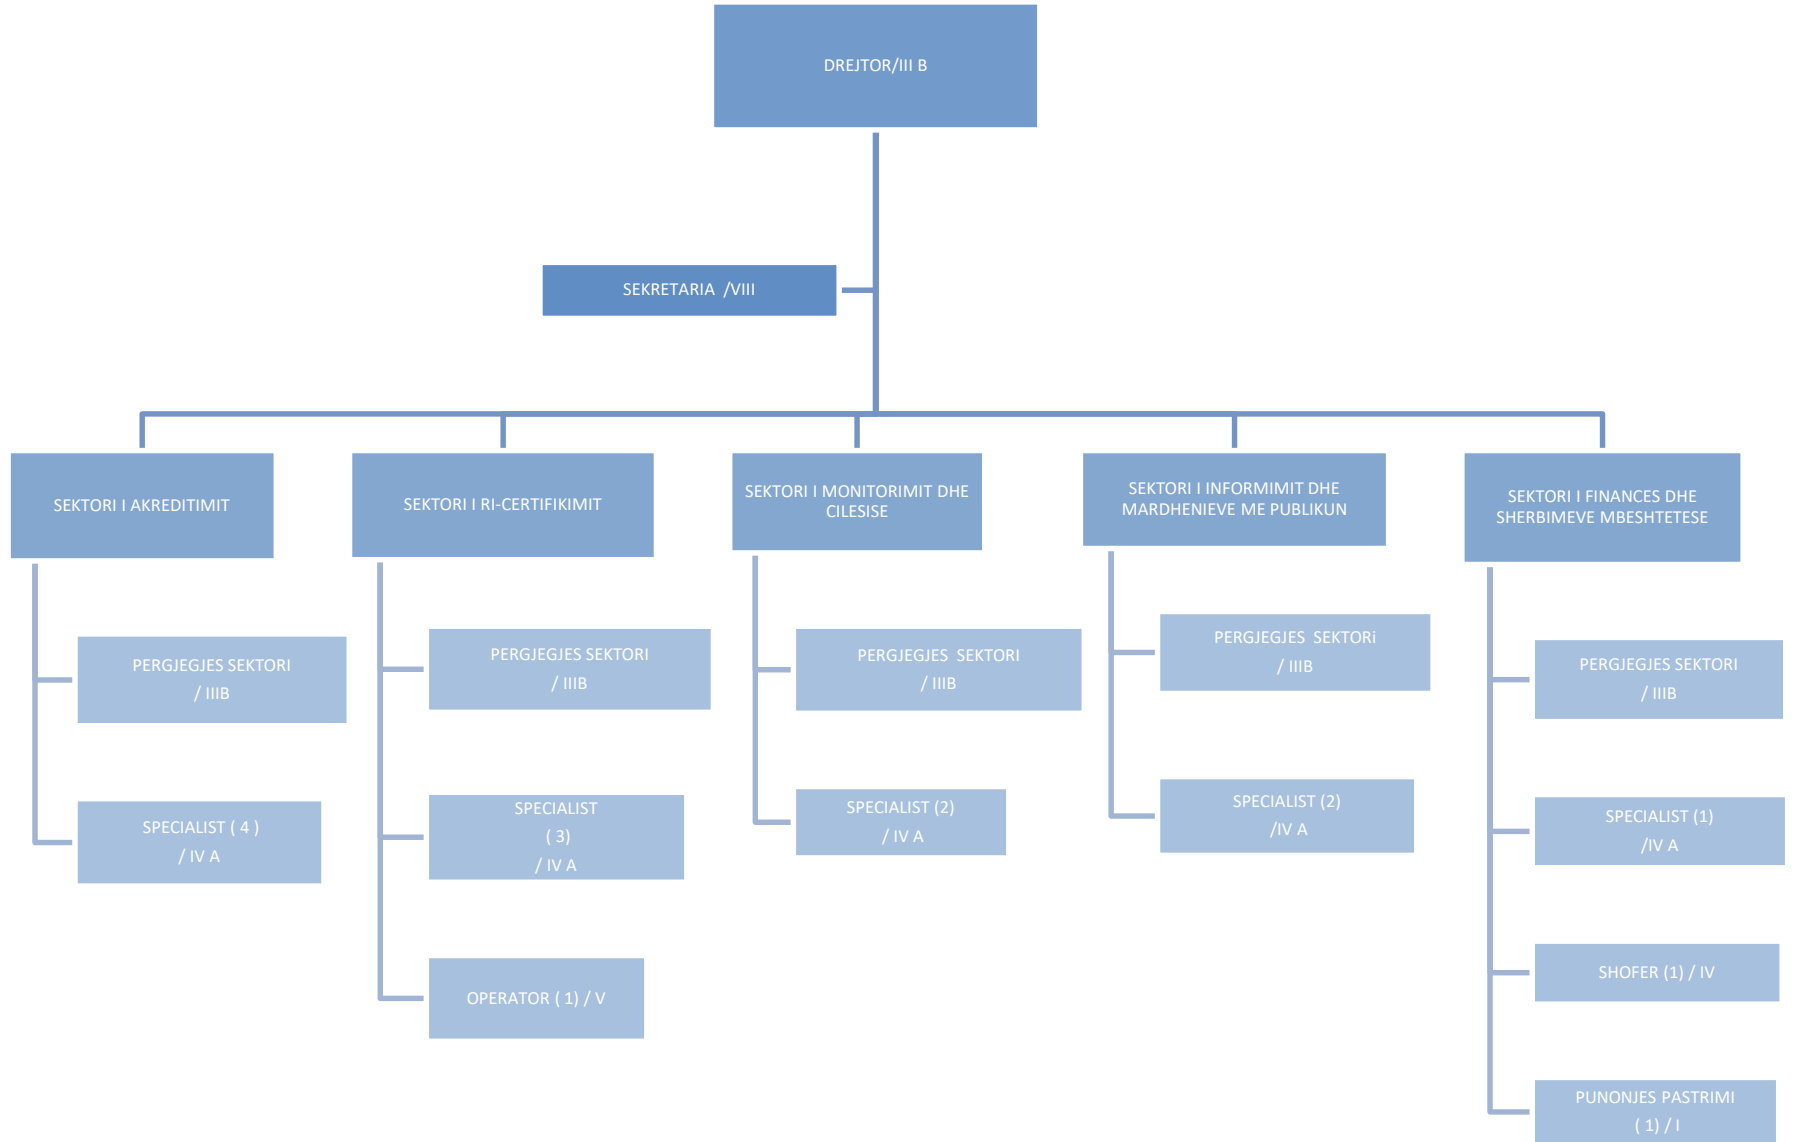 DREJTOR/III B
SEKRETARIA /VIII
SEKTORI I AKREDITIMIT
PERGJEGJES SEKTORI
/ IIIB
SPECIALIST ( 4 )
/ IV A
SEKTORI I RI-CERTIFIKIMIT
PERGJEGJES SEKTORI
/ IIIB
SPECIALIST
( 3)
/ IV A
OPERATOR ( 1) / V
SEKTORI I MONITORIMIT DHE
CILESISE
PERGJEGJES SEKTORI
/ IIIB
SPECIALIST (2)
/ IV A
SEKTORI I INFORMIMIT DHE
MARDHENIEVE ME PUBLIKUN
PERGJEGJES SEKTORi
/ IIIB
SPECIALIST (2)
/IV A
SEKTORI I FINANCES DHE
SHERBIMEVE MBESHTETESE
PERGJEGJES SEKTORI
/ IIIB
SPECIALIST (1)
/IV A
SHOFER (1) / IV
PUNONJES PASTRIMI
( 1) / I